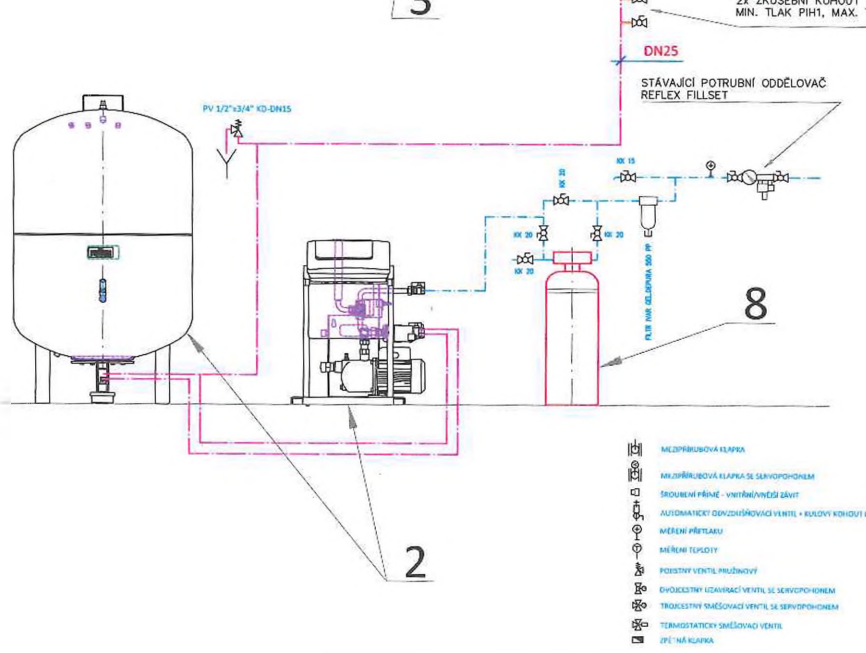 3
2x ZKUŠEBNÍ KOHOUT
MIN. TLAK PIH1, MAX.
DN25
STÁVAJÍCÍ POTRUBNÍ ODDĚLOVAČ
REFLEX FILLSET
PV 1/2"x3/4" KD-DN15
KK 15
KK 20
KK 20
KK 20
KK 20
FILTR IVAR GELDEPURA 550 PP
8
2
MEZIPŘÍRUBOVÁ KLAPKA
MEZIPŘÍRUBOVÁ KLAPKA SE SERVOPOHONEM
ŠROUBENÍ PŘÍMÉ - VNITŘNÍ/VNĚJŠÍ ZÁVIT
AUTOMATICKÝ ODVZDUŠŇOVACÍ VENTIL + KULOVÝ KOHOUT
MĚŘENÍ PŘETLAKU
MĚŘENÍ TEPLOTY
POJISTNÝ VENTIL PRUŽINOVÝ
DVOJCESTNÝ UZAVÍRACÍ VENTIL SE SERVOPOHONEM
TROJCESTNÝ SMĚŠOVACÍ VENTIL SE SERVOPOHONEM
TERMOSTATICKÝ SMĚŠOVACÍ VENTIL
ZPĚTNÁ KLAPKA